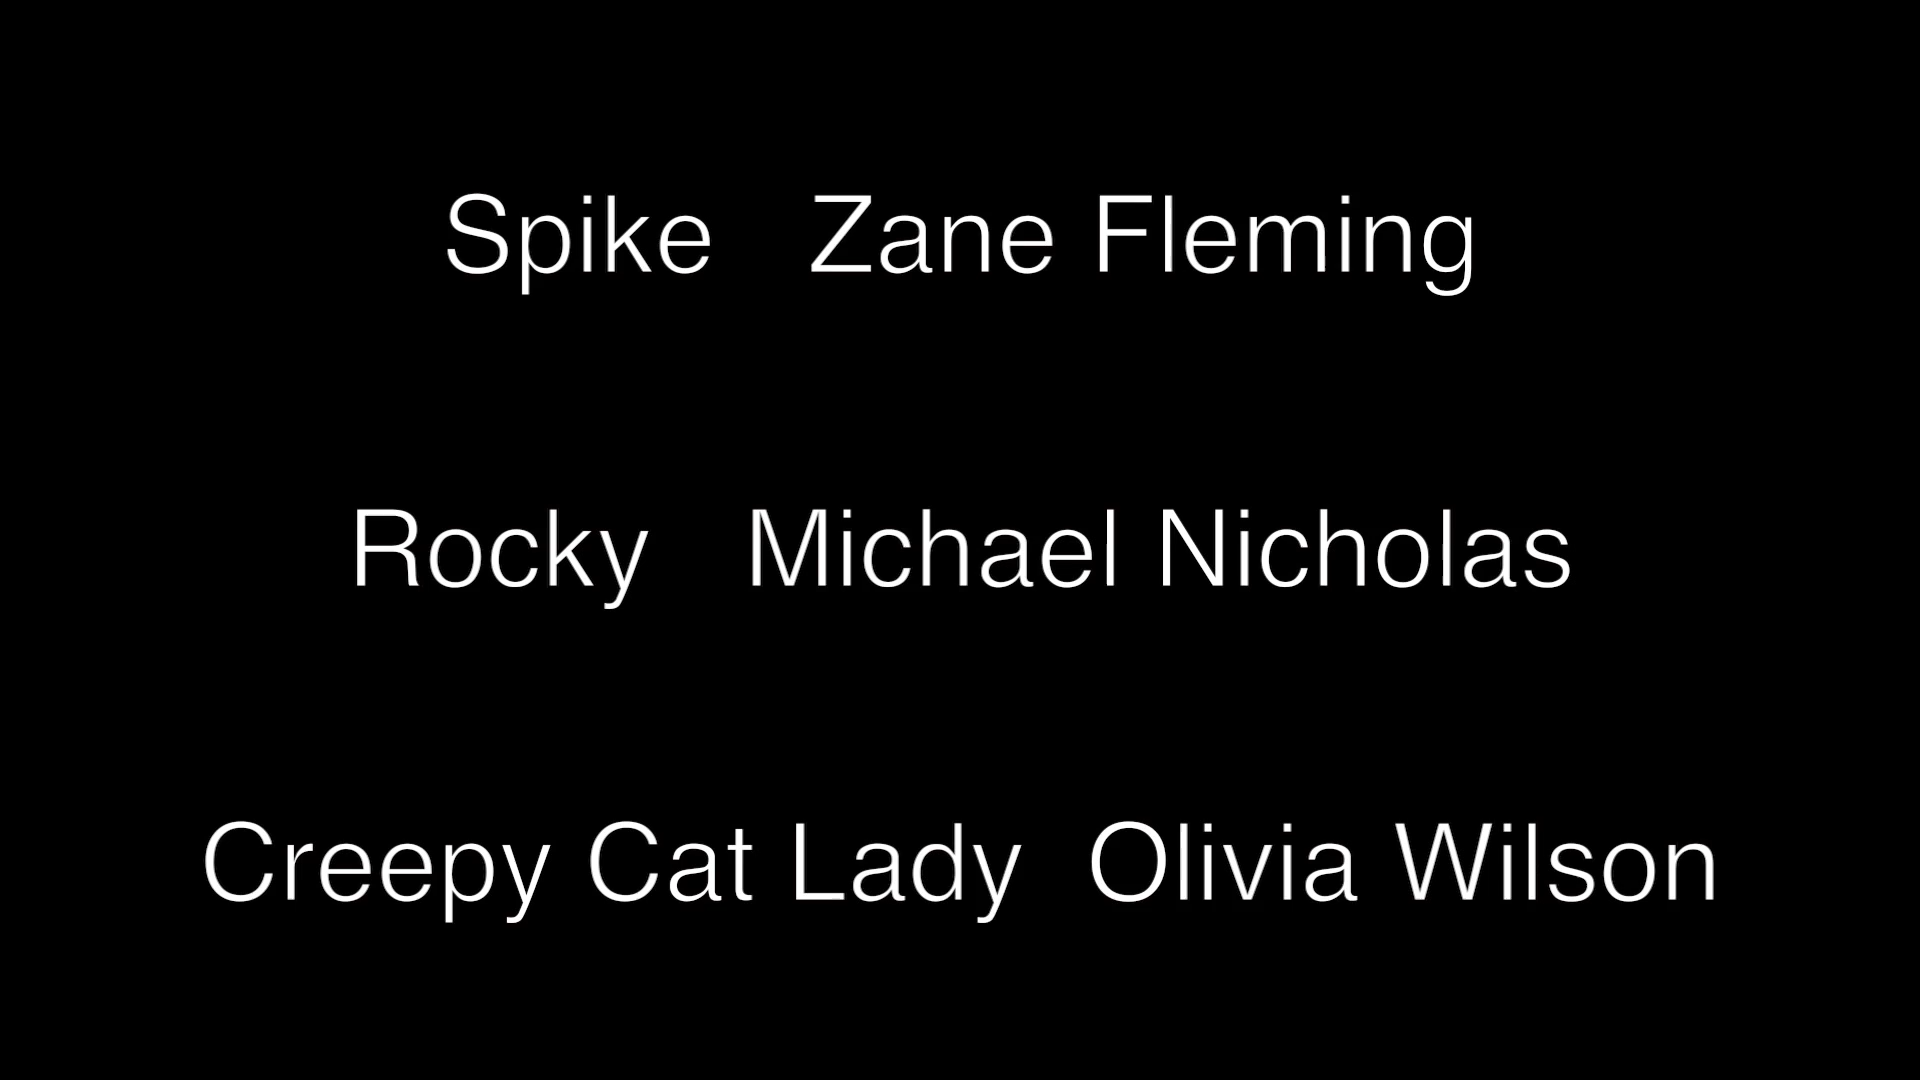 Spike Zane Fleming
Rocky Michael Nicholas
Creepy Cat Lady Olivia Wilson